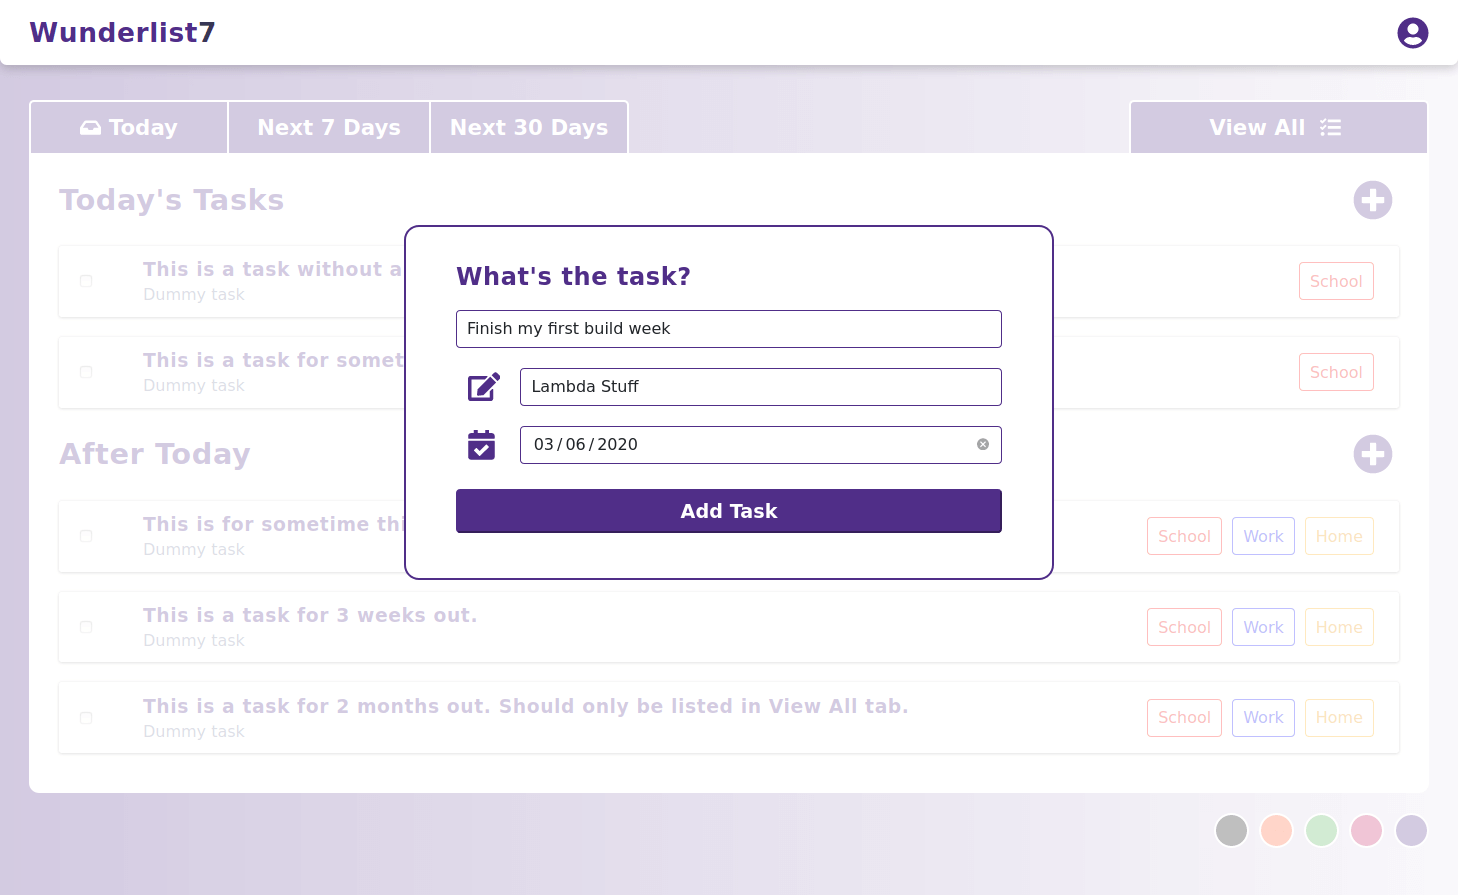 Wunderlist7
Today
Next 7 Days
Next 30 Days
View All
Today's Tasks
This is a task without a
Dummy task
School
This is a task for somet
Dummy task
School
What's the task?
Finish my first build week
Lambda Stuff
03/06/2020
Add Task
After Today
This is for sometime thi
Dummy task
School
Work
Home
This is a task for 3 weeks out.
Dummy task
School
Work
Home
This is a task for 2 months out. Should only be listed in View All tab.
Dummy task
School
Work
Home